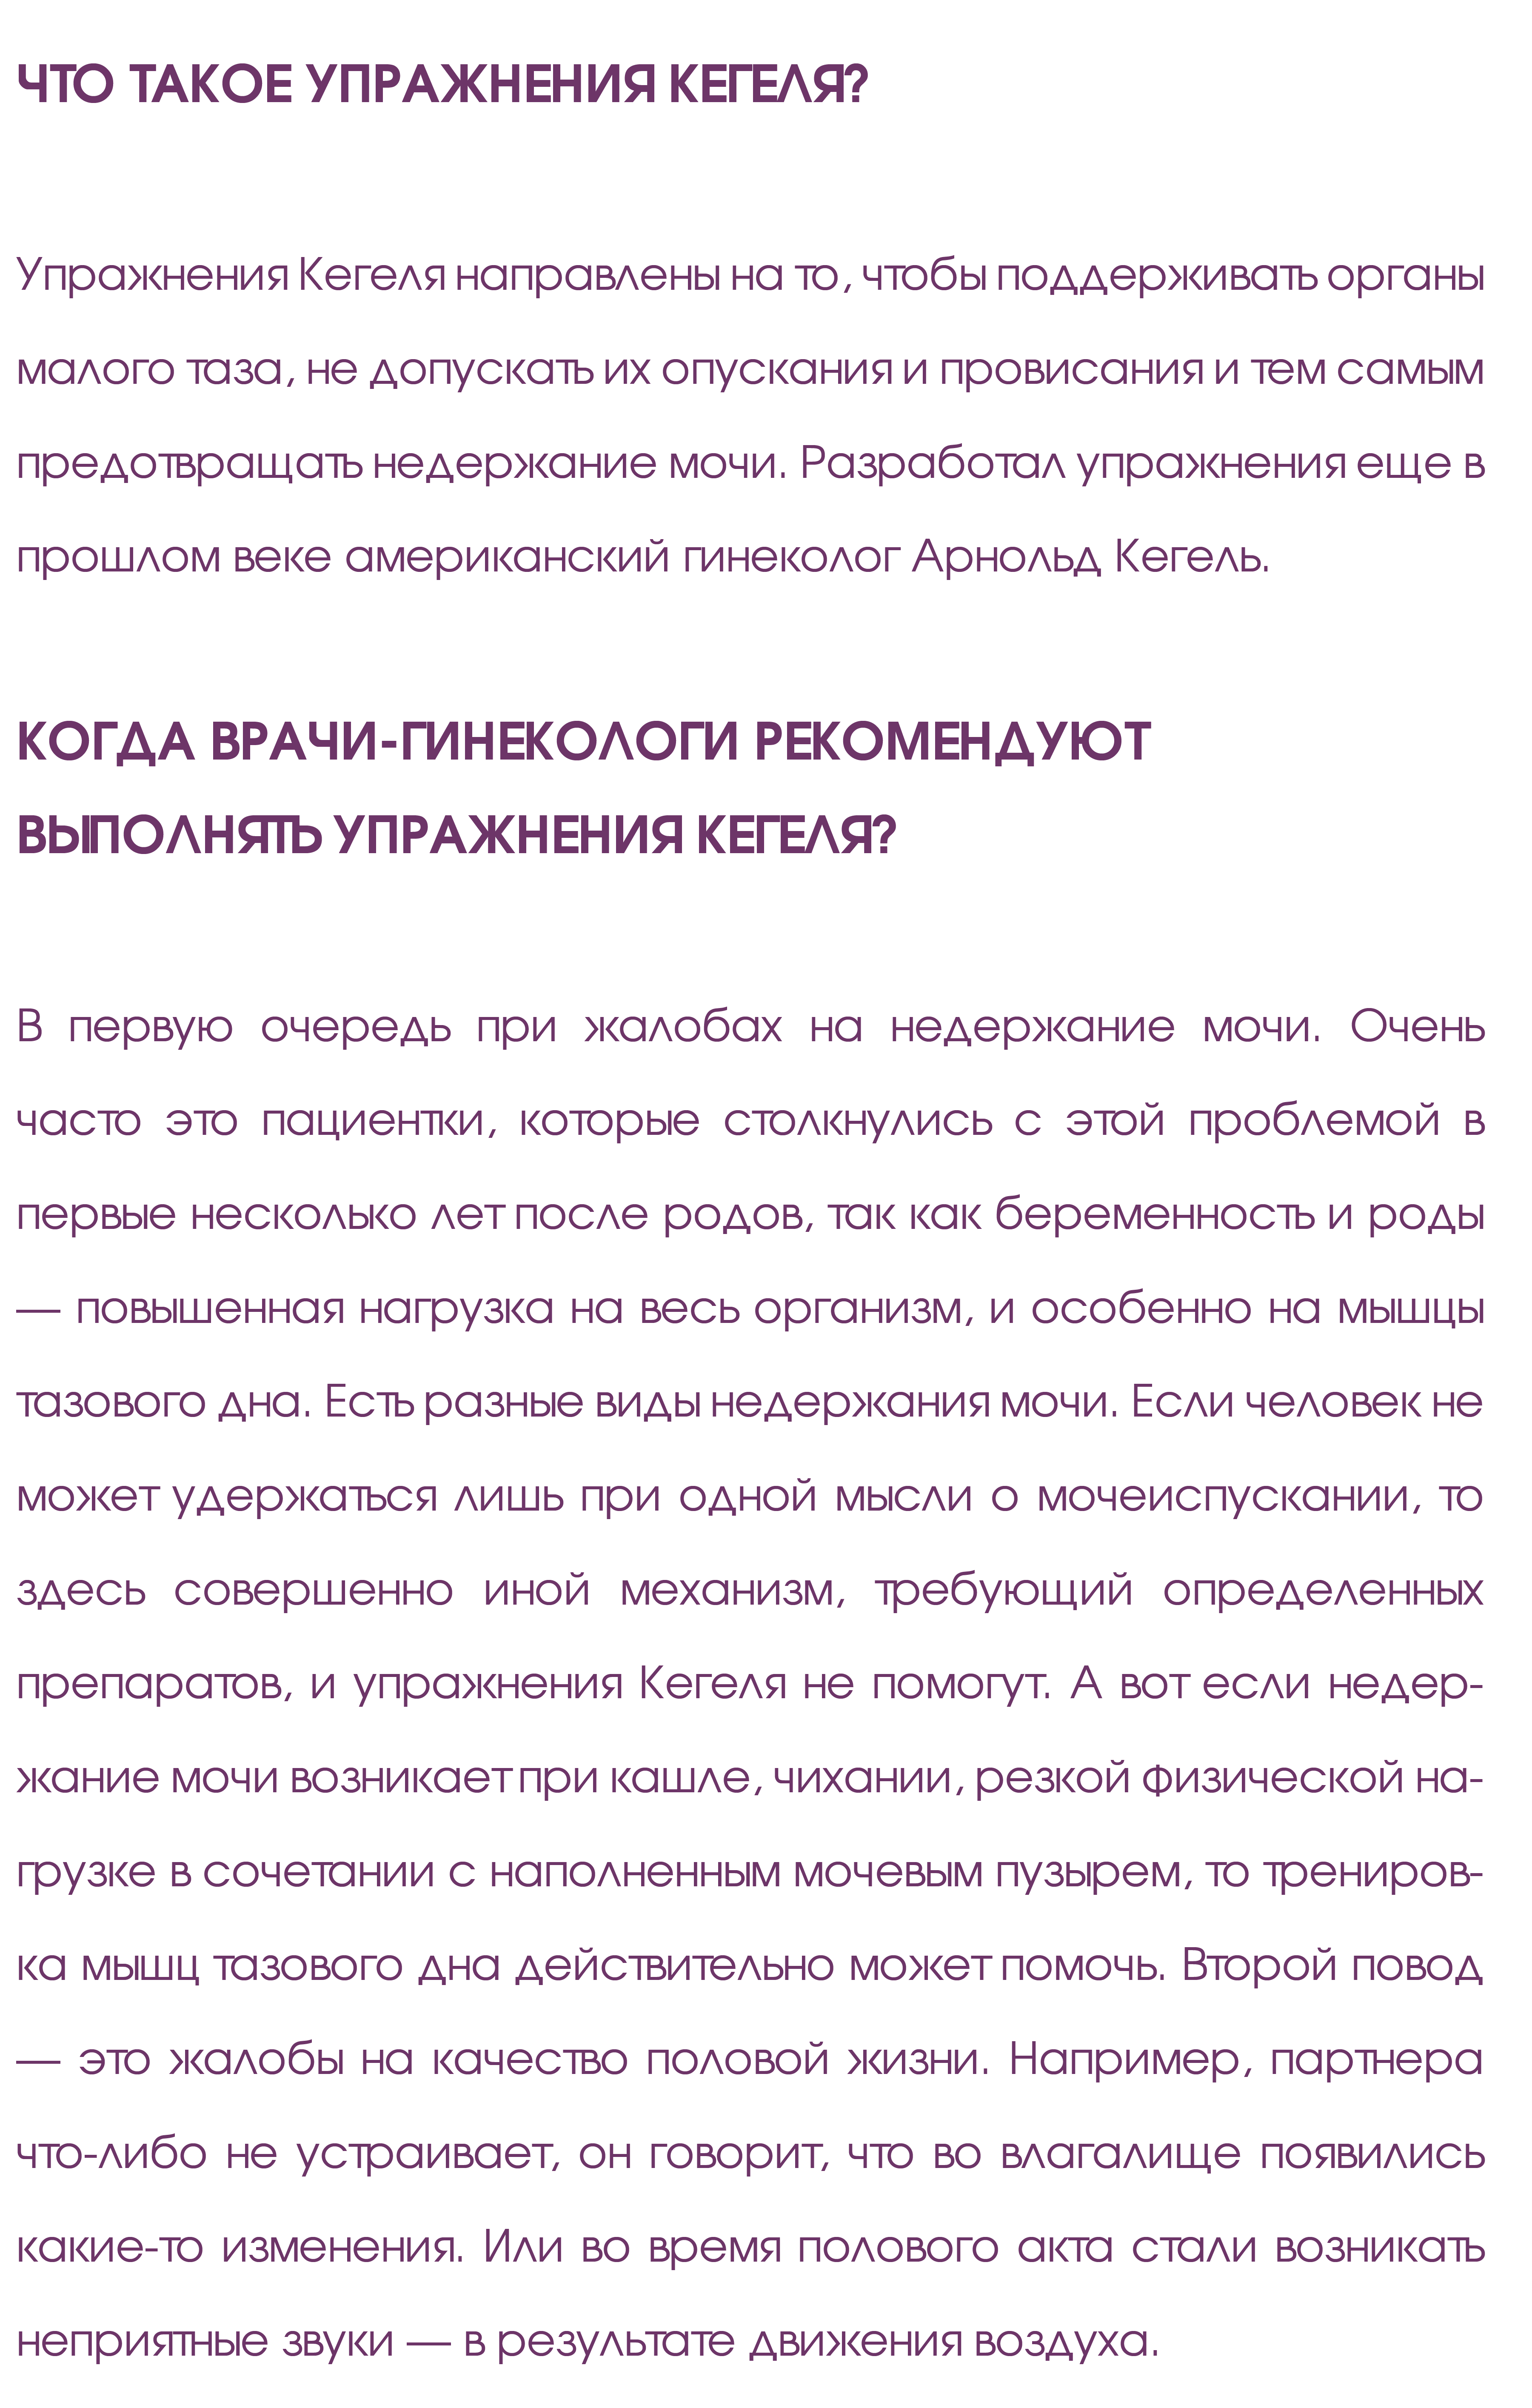 ЧТО ТАКОЕ УПРАЖНЕНИЯ КЕГЕЛЯ?
Упражнения Кегеля направлены на то, чтобы поддерживать органы
малого таза, не допускать их опускания и провисания и тем самым
предотвращать недержание мочи. Разработал упражнения еще в
прошлом веке американский гинеколог Арнольд Кегель.
КОГДА ВРАЧИ-ГИНЕКОЛОГИ РЕКОМЕНДУЮТ
ВЫПОЛНЯТЬ УПРАЖНЕНИЯ КЕГЕЛЯ?
В первую очередь при жалобах на недержание мочи. Очень
часто это пациентки, которые столкнулись с этой проблемой в
первые несколько лет после родов, так как беременность и роды
— повышенная нагрузка на весь организм, и особенно на мышцы
тазового дна. Есть разные виды недержания мочи. Если человек не
может удержаться лишь при одной мысли о мочеиспускании, то
здесь совершенно иной механизм, требующий определенных
препаратов, и упражнения Кегеля не помогут. А вот если недер-
жание мочи возникает при кашле, чихании, резкой физической на-
грузке в сочетании с наполненным мочевым пузырем, то трениров-
ка мышц тазового дна действительно может помочь. Второй повод
— это жалобы на качество половой жизни. Например, партнера
что-либо не устраивает, он говорит, что во влагалище появились
какие-то изменения. Или во время полового акта стали возникать
неприятные звуки — в результате движения воздуха.